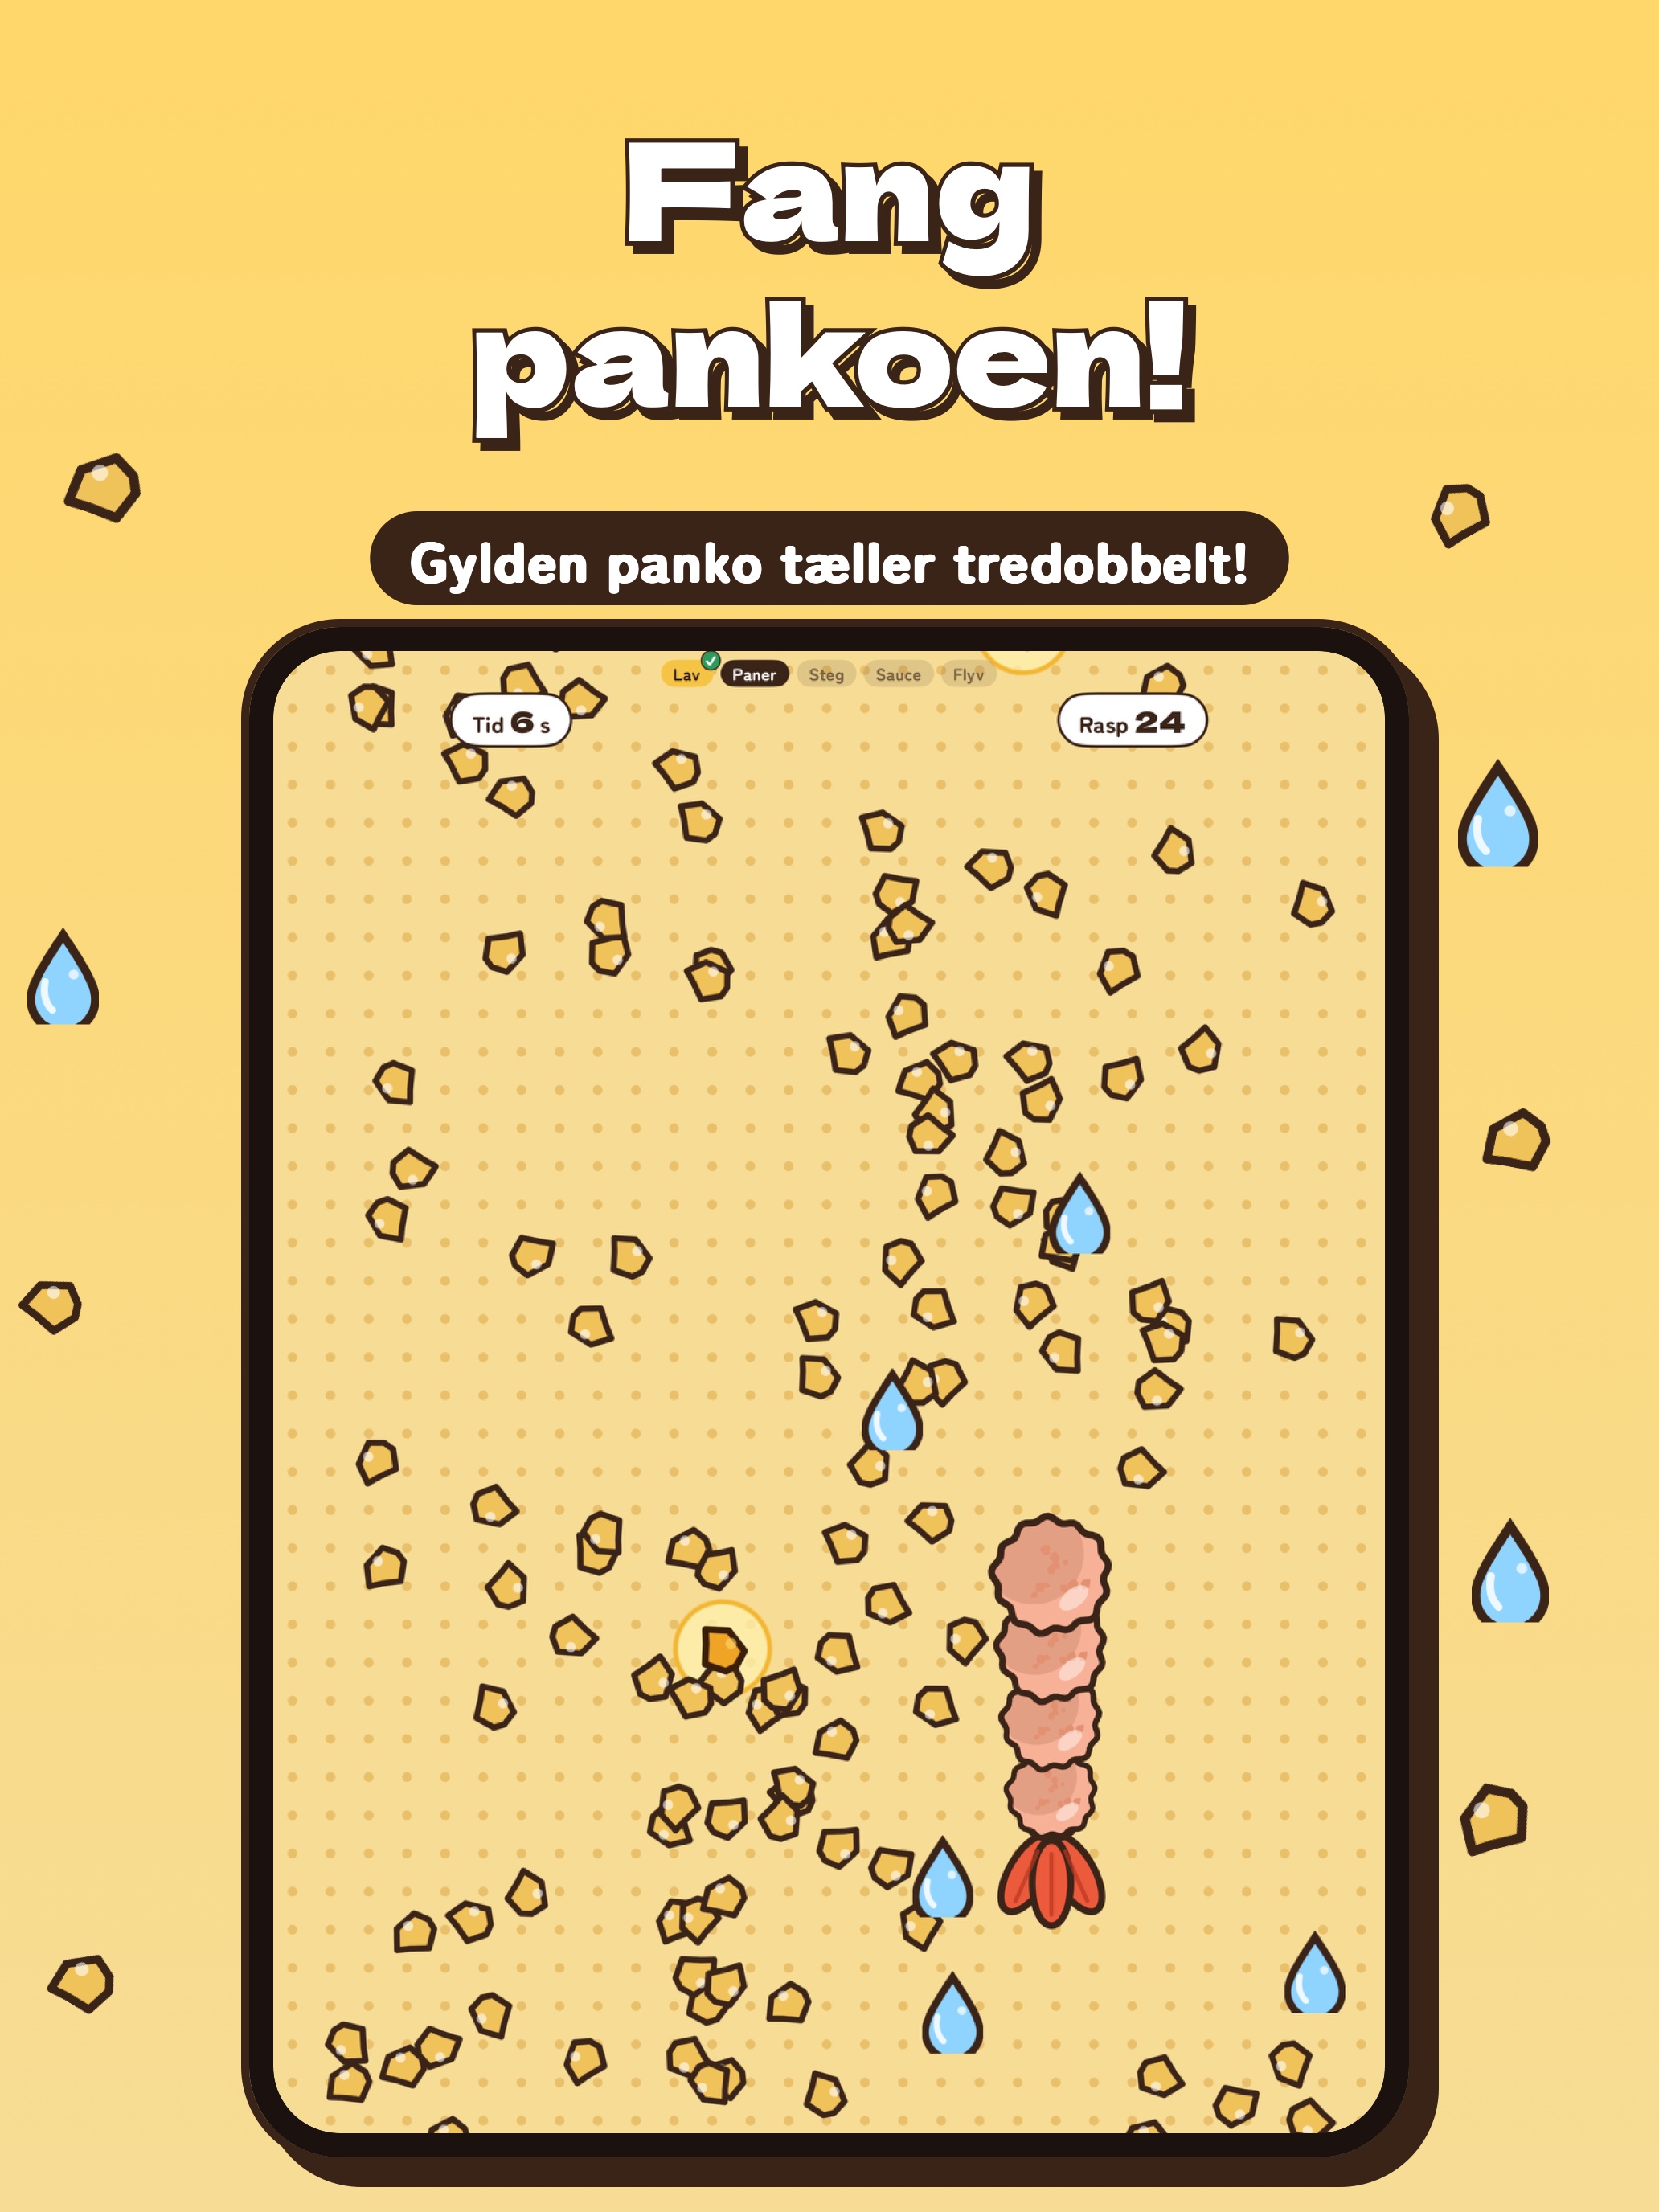 Fang
pankoen!
Gylden panko tæller tredobbelt!
Lav Paner Steg Sauce Flyv
Tid 6 s Rasp 24